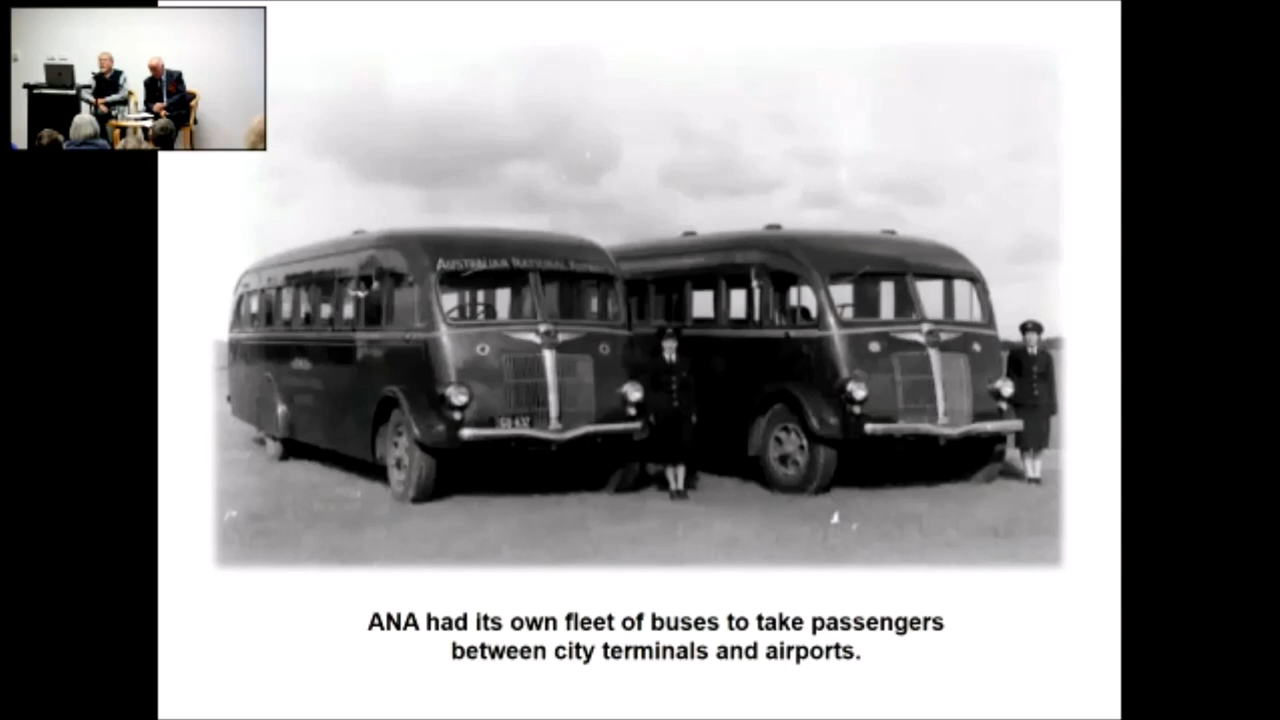 AUSTRALIAN NATIONAL
ANA had its own fleet of buses to take passengers
between city terminals and airports.